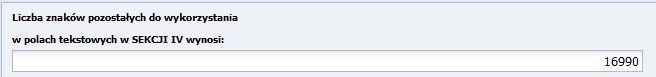 Liczba znaków pozostałych do wykorzystania
w polach tekstowych w SEKCJI IV wynosi:
16990